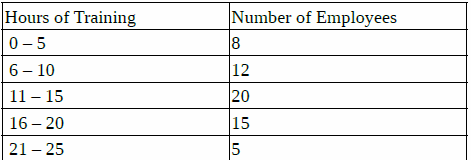 Hours of Training Number of Employees
0 – 5 8
6 – 10 12
11 – 15 20
16 – 20 15
21 – 25 5